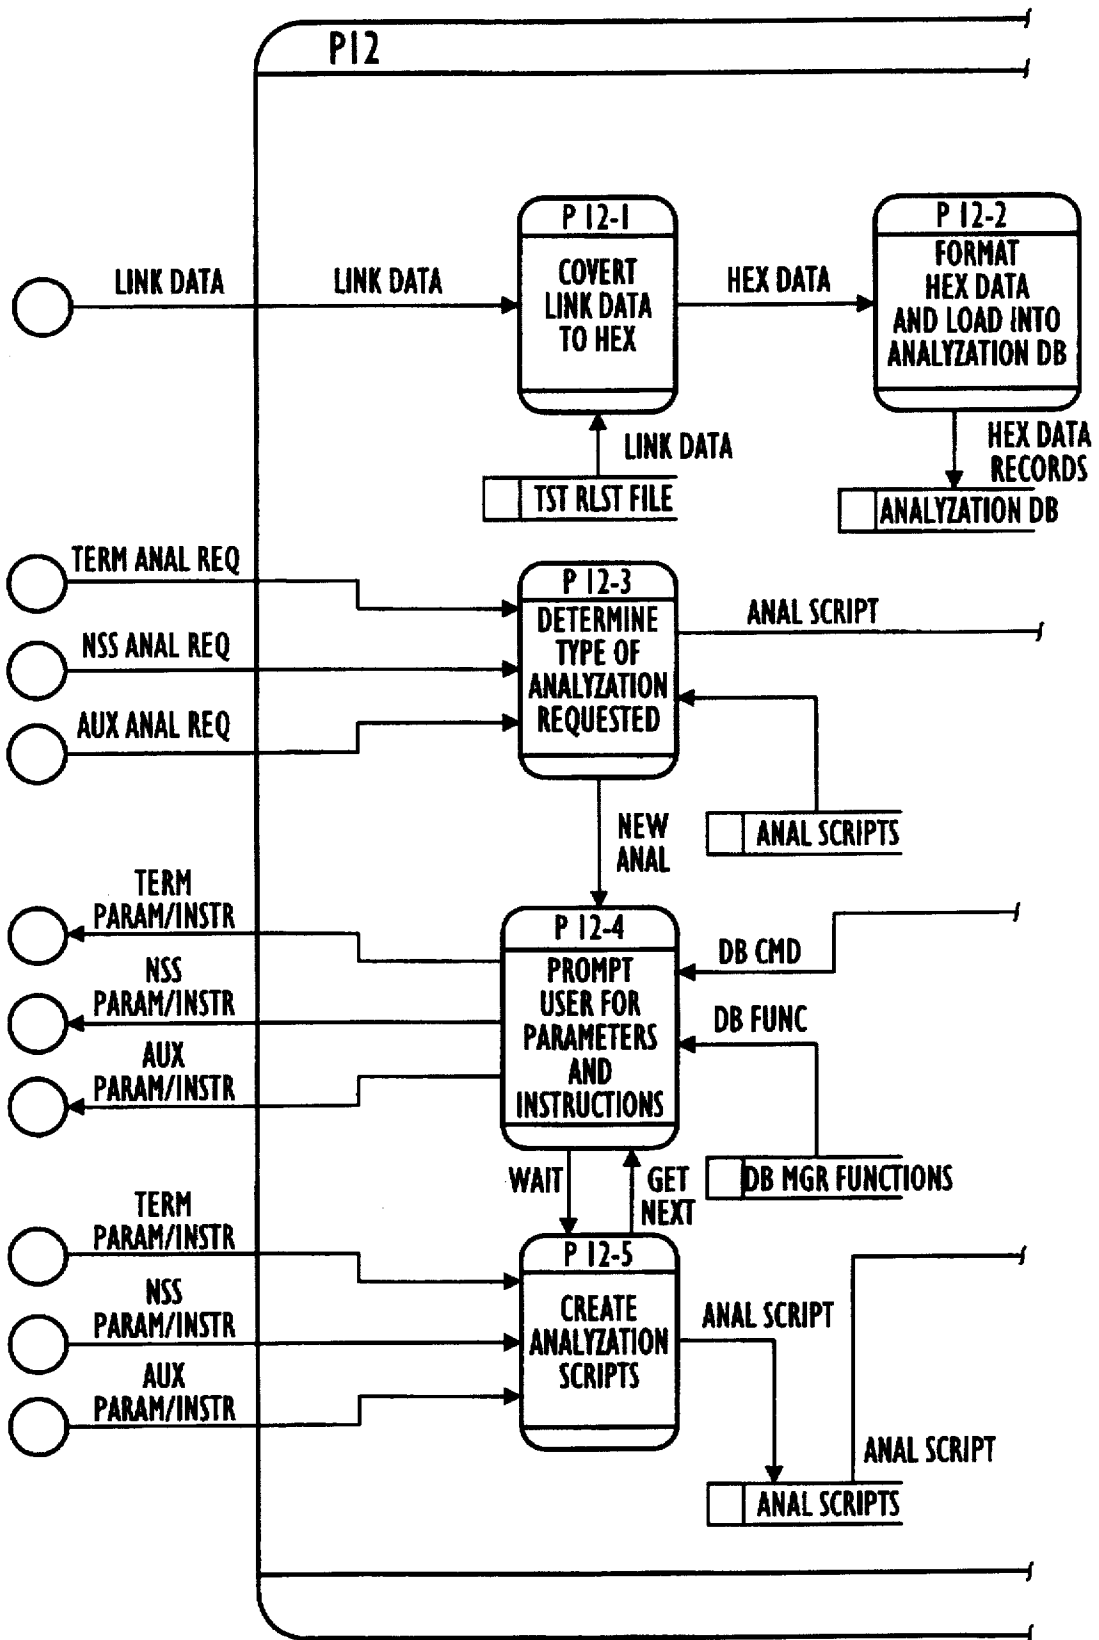 P12
P 12-1
COVERT
LINK DATA
TO HEX
P 12-2
FORMAT
HEX DATA
AND LOAD INTO
ANALYZATION DB
LINK DATA
LINK DATA
HEX DATA
LINK DATA
HEX DATA
RECORDS
TST RLST FILE
ANALYZATION DB
TERM ANAL REQ
NSS ANAL REQ
AUX ANAL REQ
P 12-3
DETERMINE
TYPE OF
ANALYZATION
REQUESTED
ANAL SCRIPT
ANAL SCRIPTS
NEW
ANAL
TERM
PARAM/INSTR
NSS
PARAM/INSTR
AUX
PARAM/INSTR
P 12-4
PROMPT
USER FOR
PARAMETERS
AND
INSTRUCTIONS
DB CMD
DB FUNC
DB MGR FUNCTIONS
WAIT
GET
NEXT
TERM
PARAM/INSTR
NSS
PARAM/INSTR
AUX
PARAM/INSTR
P 12-5
CREATE
ANALYZATION
SCRIPTS
ANAL SCRIPT
ANAL SCRIPT
ANAL SCRIPTS